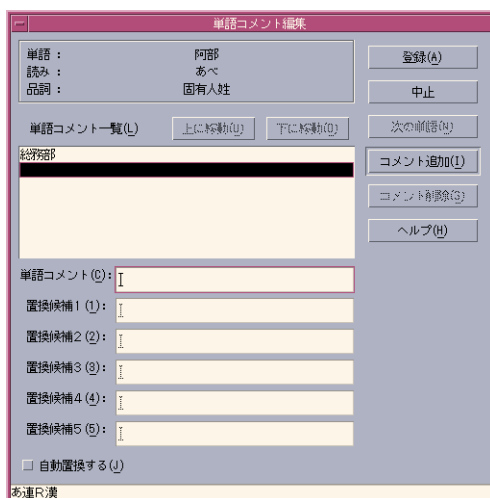 単語コメント編集
単語： 阿部
読み： あべ
品詞： 固有人姓
登録(A)
中止
次の単語(N)
コメント追加(I)
コメント削除(S)
ヘルプ(H)
単語コメント一覧(L) 上に移動(U) 下に移動(D)
総務部
単語コメント(C):
置換候補1(1):
置換候補2(2):
置換候補3(3):
置換候補4(4):
置換候補5(5):
自動置換する(J)
あ連R漢